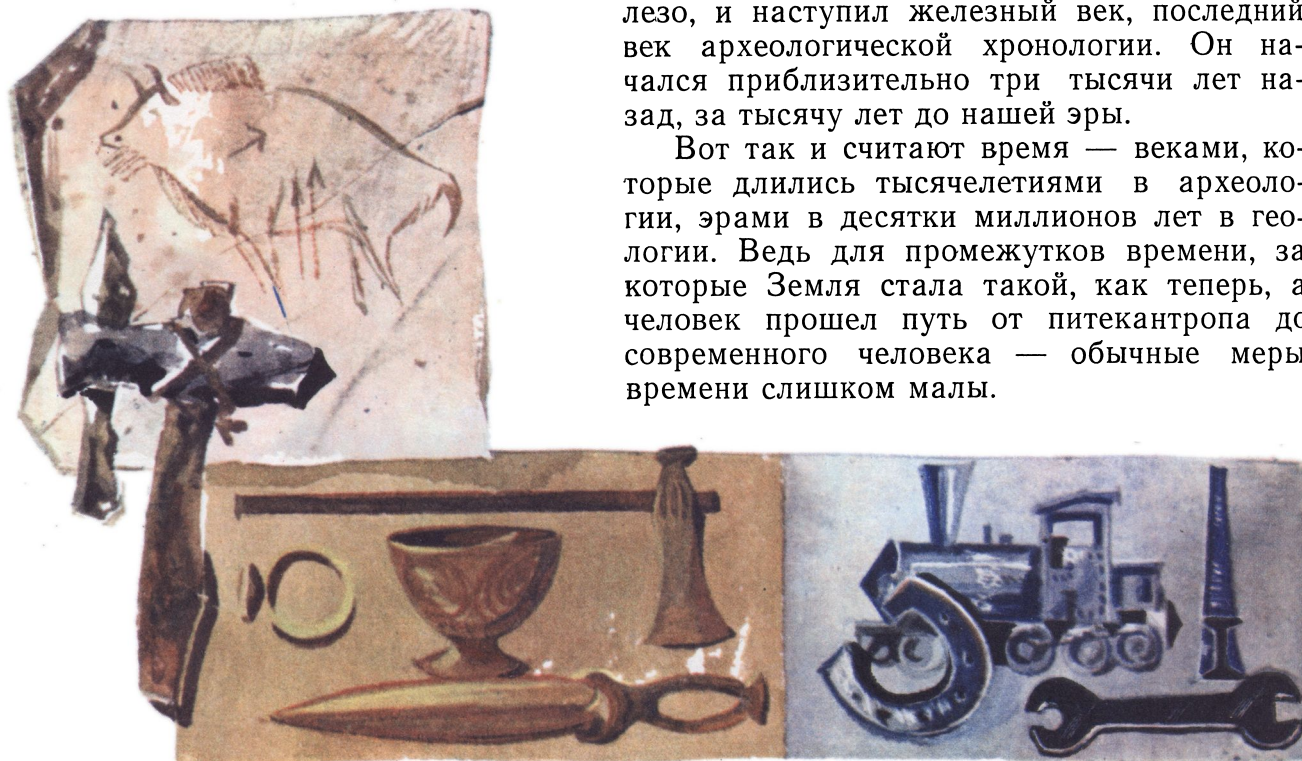 лезо, и наступил железный век, последний
век археологической хронологии. Он на-
чался приблизительно три тысячи лет на-
зад, за тысячу лет до нашей эры.
Вот так и считают время — веками, ко-
торые длились тысячелетиями в археоло-
гии, эрами в десятки миллионов лет в гео-
логии. Ведь для промежутков времени, за
которые Земля стала такой, как теперь, а
человек прошел путь от питекантропа до
современного человека — обычные меры
времени слишком малы.